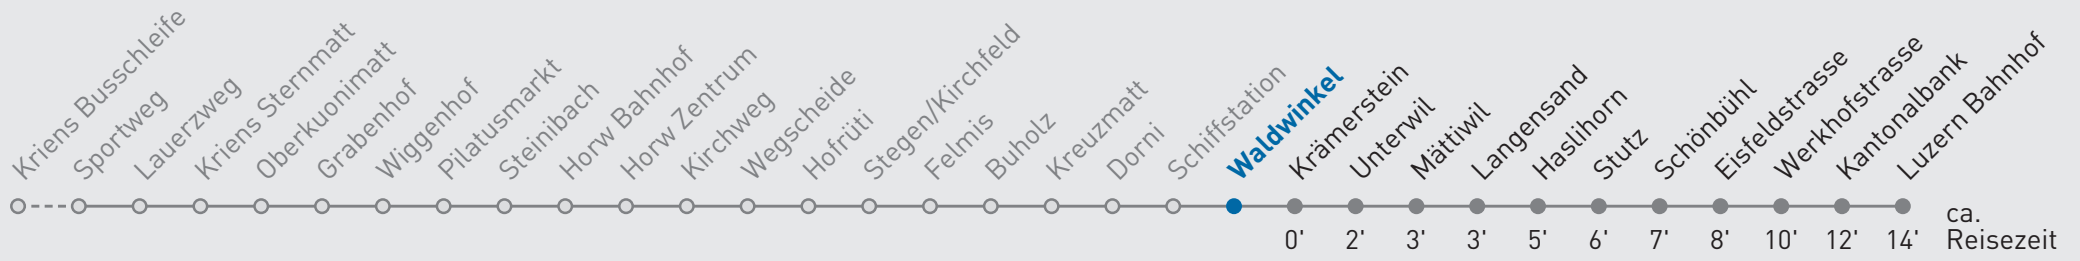 Kriens Busschleife
Sportweg
Lauerzweg
Kriens Sternmatt
Oberkuonimatt
Grabenhof
Wiggenhof
Pilatusmarkt
Steinibach
Horw Bahnhof
Horw Zentrum
Kirchweg
Wegscheide
Hofrüti
Stegen/Kirchfeld
Felmis
Buholz
Kreuzmatt
Dorni
Schiffstation
Waldwinkel
Krämerstein
Unterwil
Mättiwil
Langensand
Haslihorn
Stutz
Schönbühl
Eisfeldstrasse
Werkhofstrasse
Kantonalbank
Luzern Bahnhof
0' 2' 3' 3' 5' 6' 7' 8' 10' 12' 14'
ca.
Reisezeit